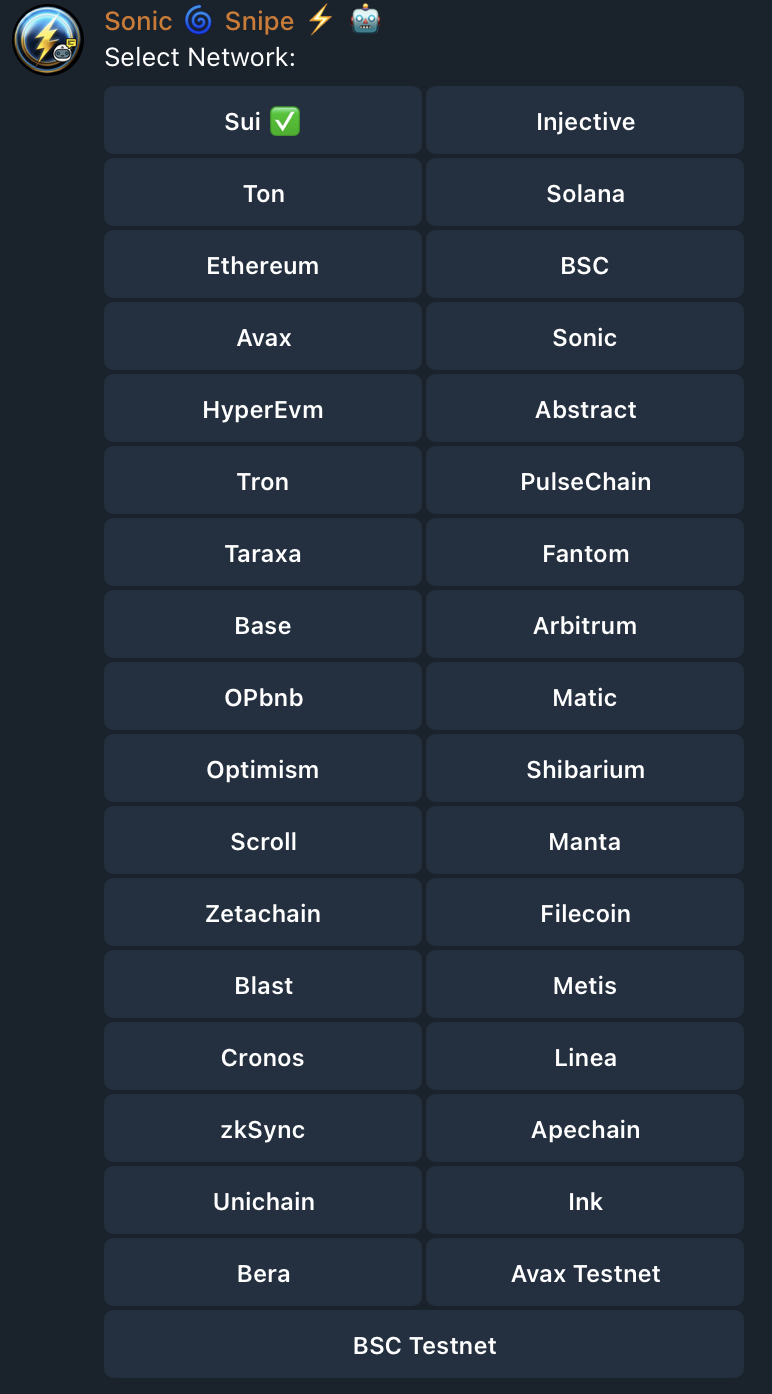 Sonic 🌀 Snipe ⚡ 🤖
Select Network:
Sui ✅ Injective
Ton Solana
Ethereum BSC
Avax Sonic
HyperEvm Abstract
Tron PulseChain
Taraxa Fantom
Base Arbitrum
OPbnb Matic
Optimism Shibarium
Scroll Manta
Zetachain Filecoin
Blast Metis
Cronos Linea
zkSync Apechain
Unichain Ink
Bera Avax Testnet
BSC Testnet